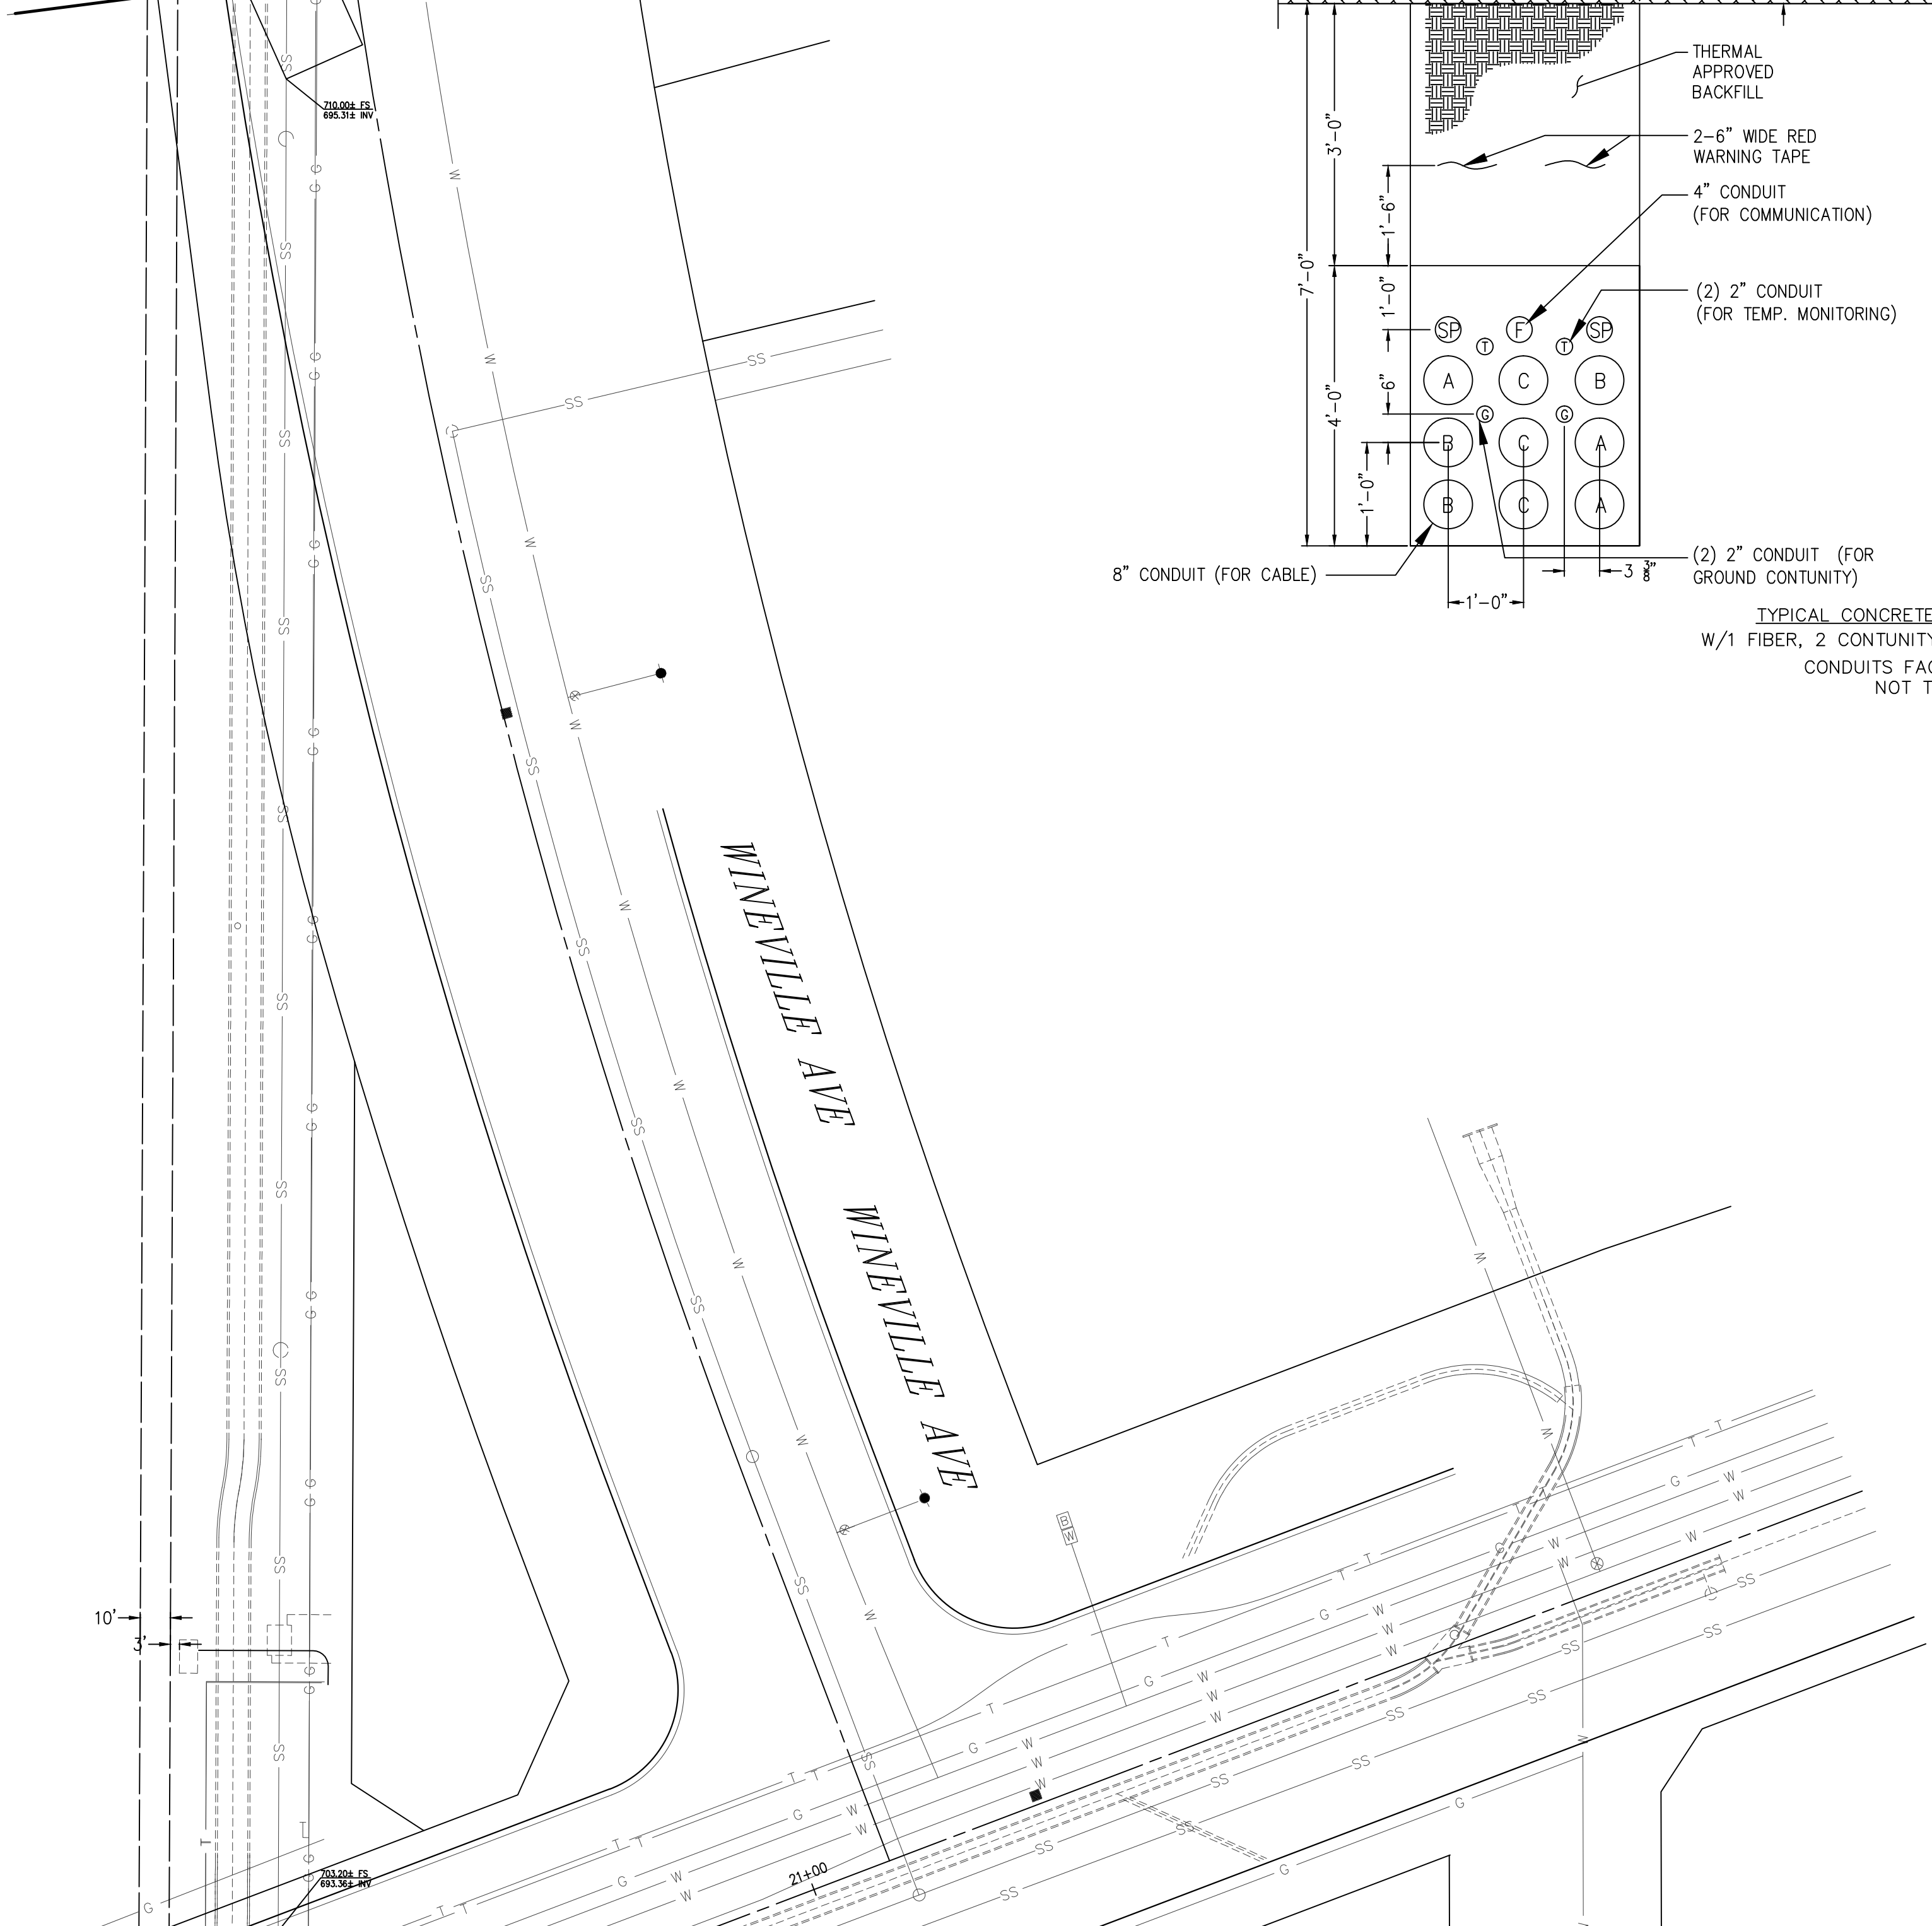 710.00± FS
695.31± INV
THERMAL
APPROVED
BACKFILL
2-6" WIDE RED
WARNING TAPE
4" CONDUIT
(FOR COMMUNICATION)
(2) 2" CONDUIT
(FOR TEMP. MONITORING)
3'-0"
1'-6"
7'-0"
1'-0"
4'-0"
6"
1'-0"
SP F SP
T T
A C B
G G
B C A
B C A
8" CONDUIT (FOR CABLE)
(2) 2" CONDUIT (FOR
GROUND CONTUNITY)
3 3/8"
1'-0"
TYPICAL CONCRETE
W/1 FIBER, 2 CONTUNITY
CONDUITS FAC
NOT T
WINEVILLE AVE
WINEVILLE AVE
B
W
10'
3'
21+00
703.20± FS
693.36± INV
SS
G
W
T